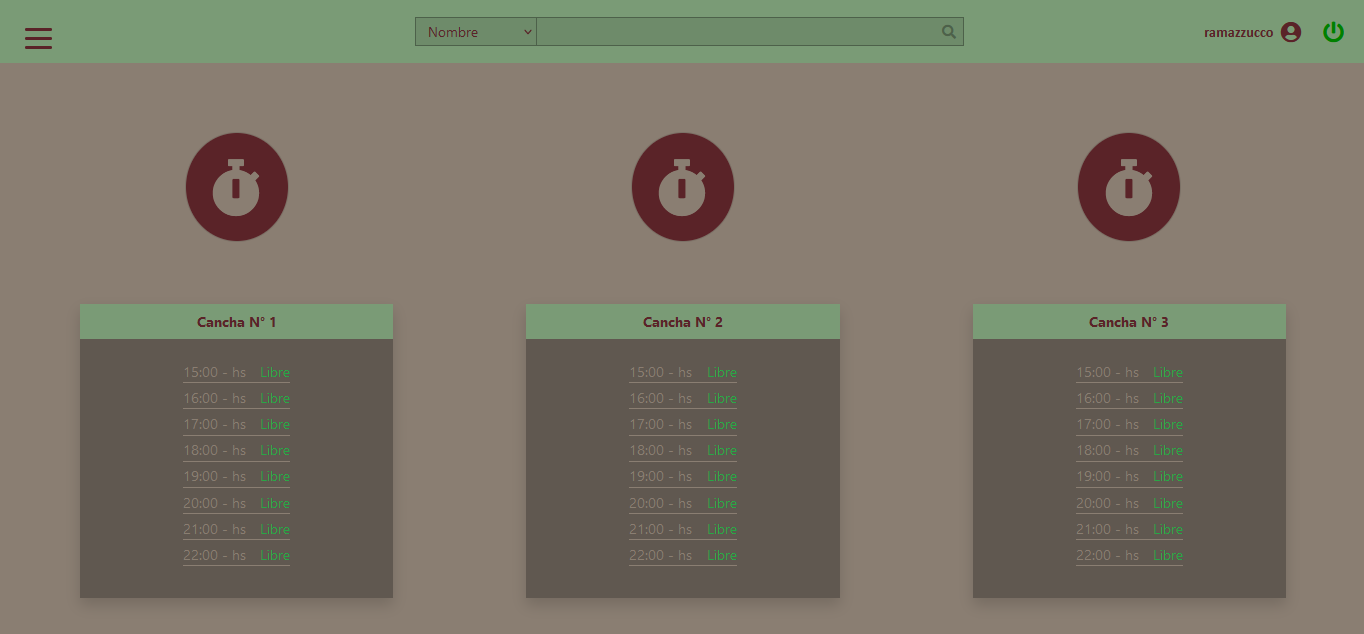 Nombre
ramazzucco
Cancha N° 1
15:00 - hs Libre
16:00 - hs Libre
17:00 - hs Libre
18:00 - hs Libre
19:00 - hs Libre
20:00 - hs Libre
21:00 - hs Libre
22:00 - hs Libre
Cancha N° 2
15:00 - hs Libre
16:00 - hs Libre
17:00 - hs Libre
18:00 - hs Libre
19:00 - hs Libre
20:00 - hs Libre
21:00 - hs Libre
22:00 - hs Libre
Cancha N° 3
15:00 - hs Libre
16:00 - hs Libre
17:00 - hs Libre
18:00 - hs Libre
19:00 - hs Libre
20:00 - hs Libre
21:00 - hs Libre
22:00 - hs Libre